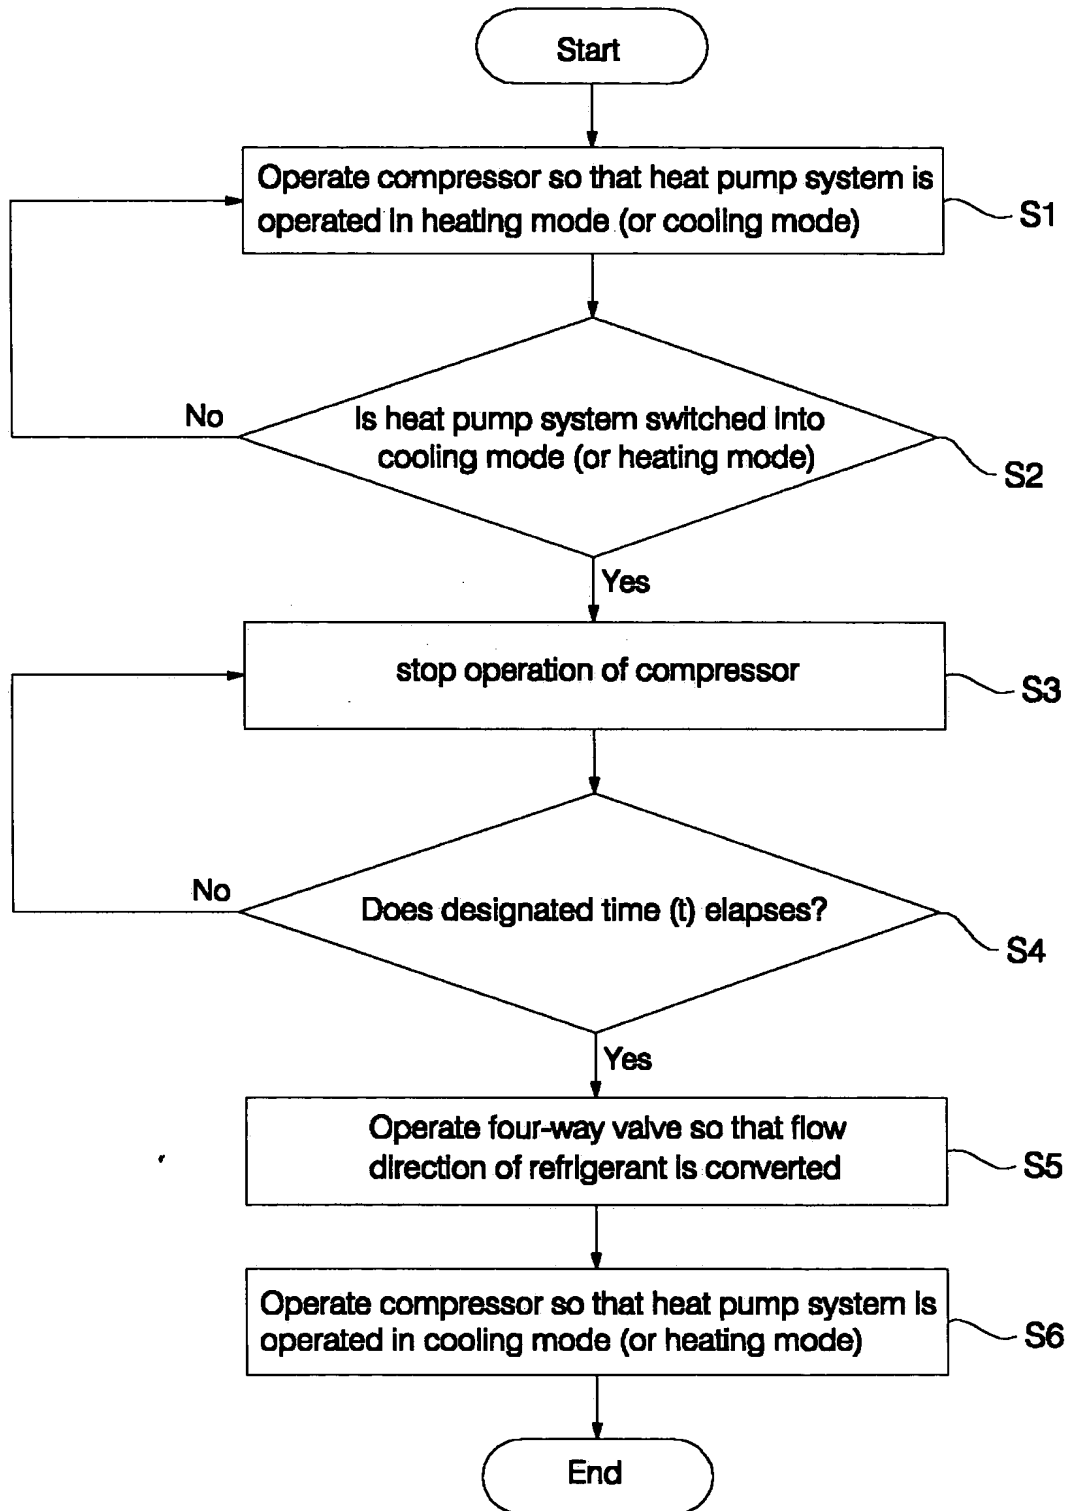 Start
Operate compressor so that heat pump system is
operated in heating mode (or cooling mode)
S1
No
Is heat pump system switched into
cooling mode (or heating mode)
S2
Yes
stop operation of compressor
S3
No
Does designated time (t) elapses?
S4
Yes
Operate four-way valve so that flow
direction of refrigerant is converted
S5
Operate compressor so that heat pump system is
operated in cooling mode (or heating mode)
S6
End